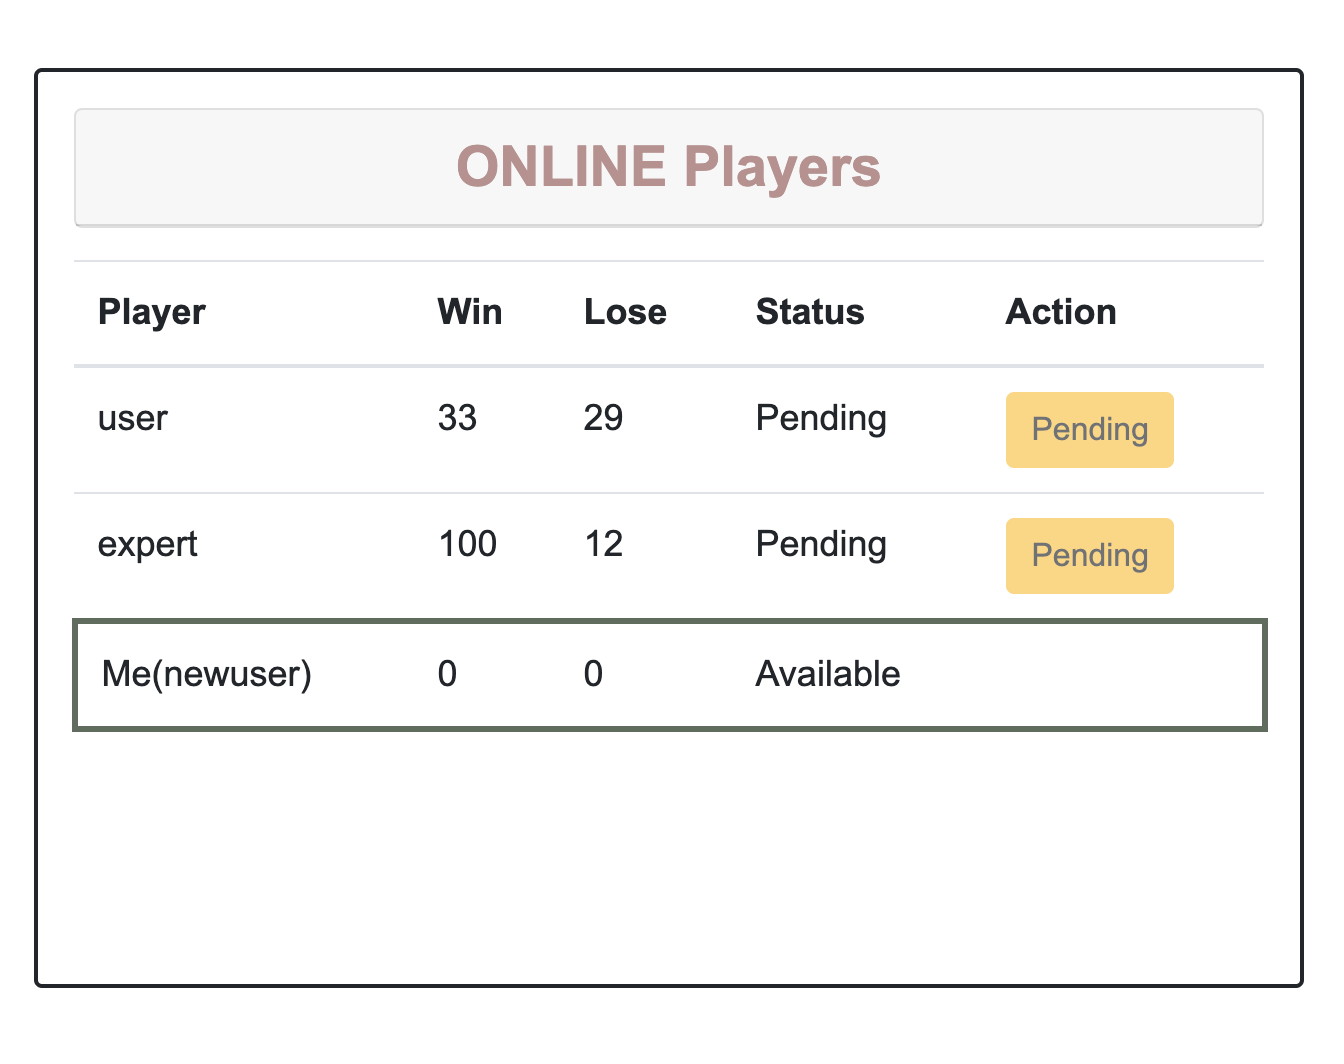 ONLINE Players
Player Win Lose Status Action
user 33 29 Pending Pending
expert 100 12 Pending Pending
Me(newuser) 0 0 Available